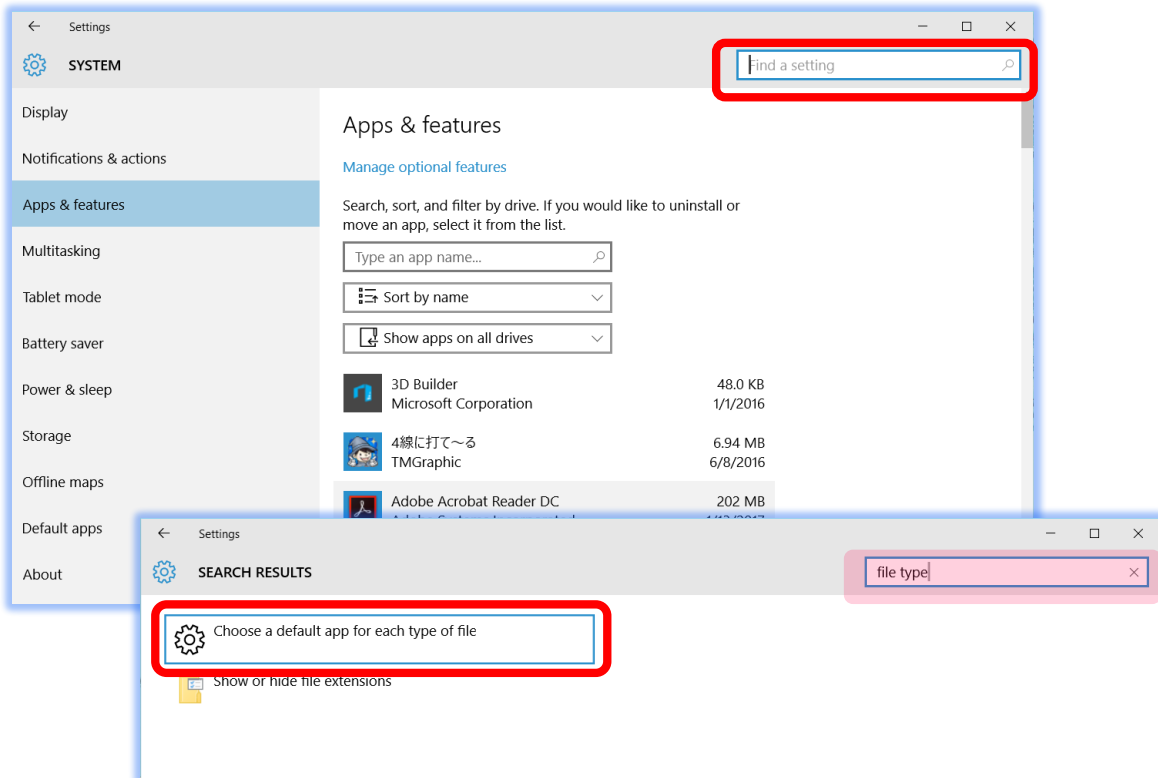 Settings
SYSTEM
Find a setting
Display
Notifications & actions
Apps & features
Multitasking
Tablet mode
Battery saver
Power & sleep
Storage
Offline maps
Default apps
About
Apps & features
Manage optional features
Search, sort, and filter by drive. If you would like to uninstall or
move an app, select it from the list.
Type an app name...
Sort by name
Show apps on all drives
3D Builder 48.0 KB
Microsoft Corporation 1/1/2016
4線に打て～る 6.94 MB
TMGraphic 6/8/2016
Adobe Acrobat Reader DC 202 MB
Settings
SEARCH RESULTS
file type
Choose a default app for each type of file
Show or hide file extensions